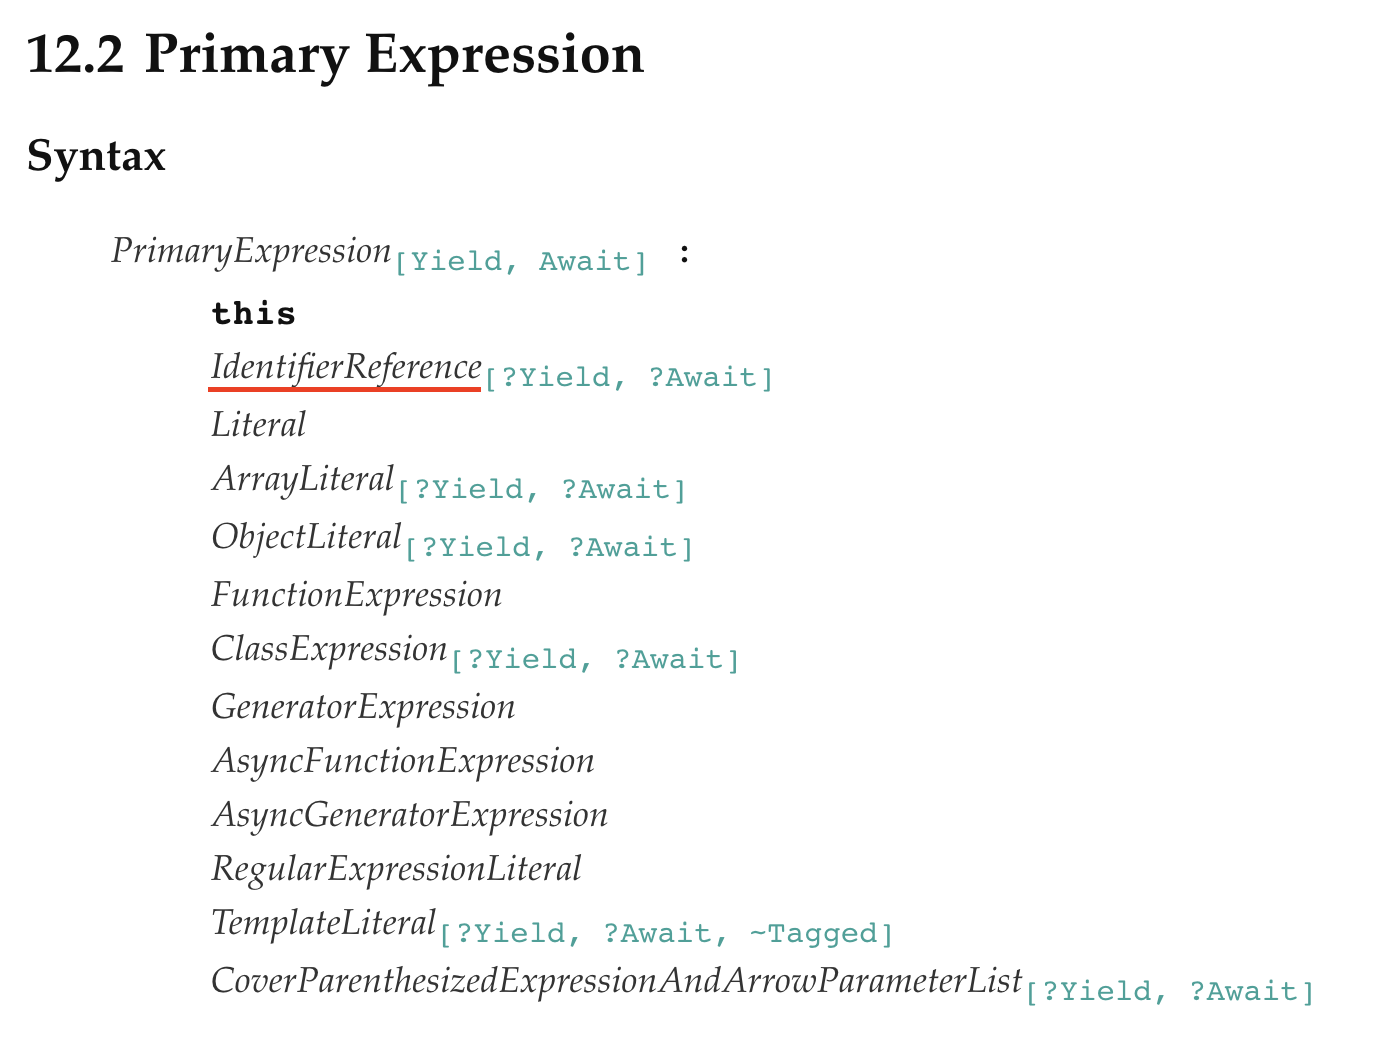 12.2 Primary Expression
Syntax
PrimaryExpression[Yield, Await] :
this
IdentifierReference[?Yield, ?Await]
Literal
ArrayLiteral[?Yield, ?Await]
ObjectLiteral[?Yield, ?Await]
FunctionExpression
ClassExpression[?Yield, ?Await]
GeneratorExpression
AsyncFunctionExpression
AsyncGeneratorExpression
RegularExpressionLiteral
TemplateLiteral[?Yield, ?Await, ~Tagged]
CoverParenthesizedExpressionAndArrowParameterList[?Yield, ?Await]